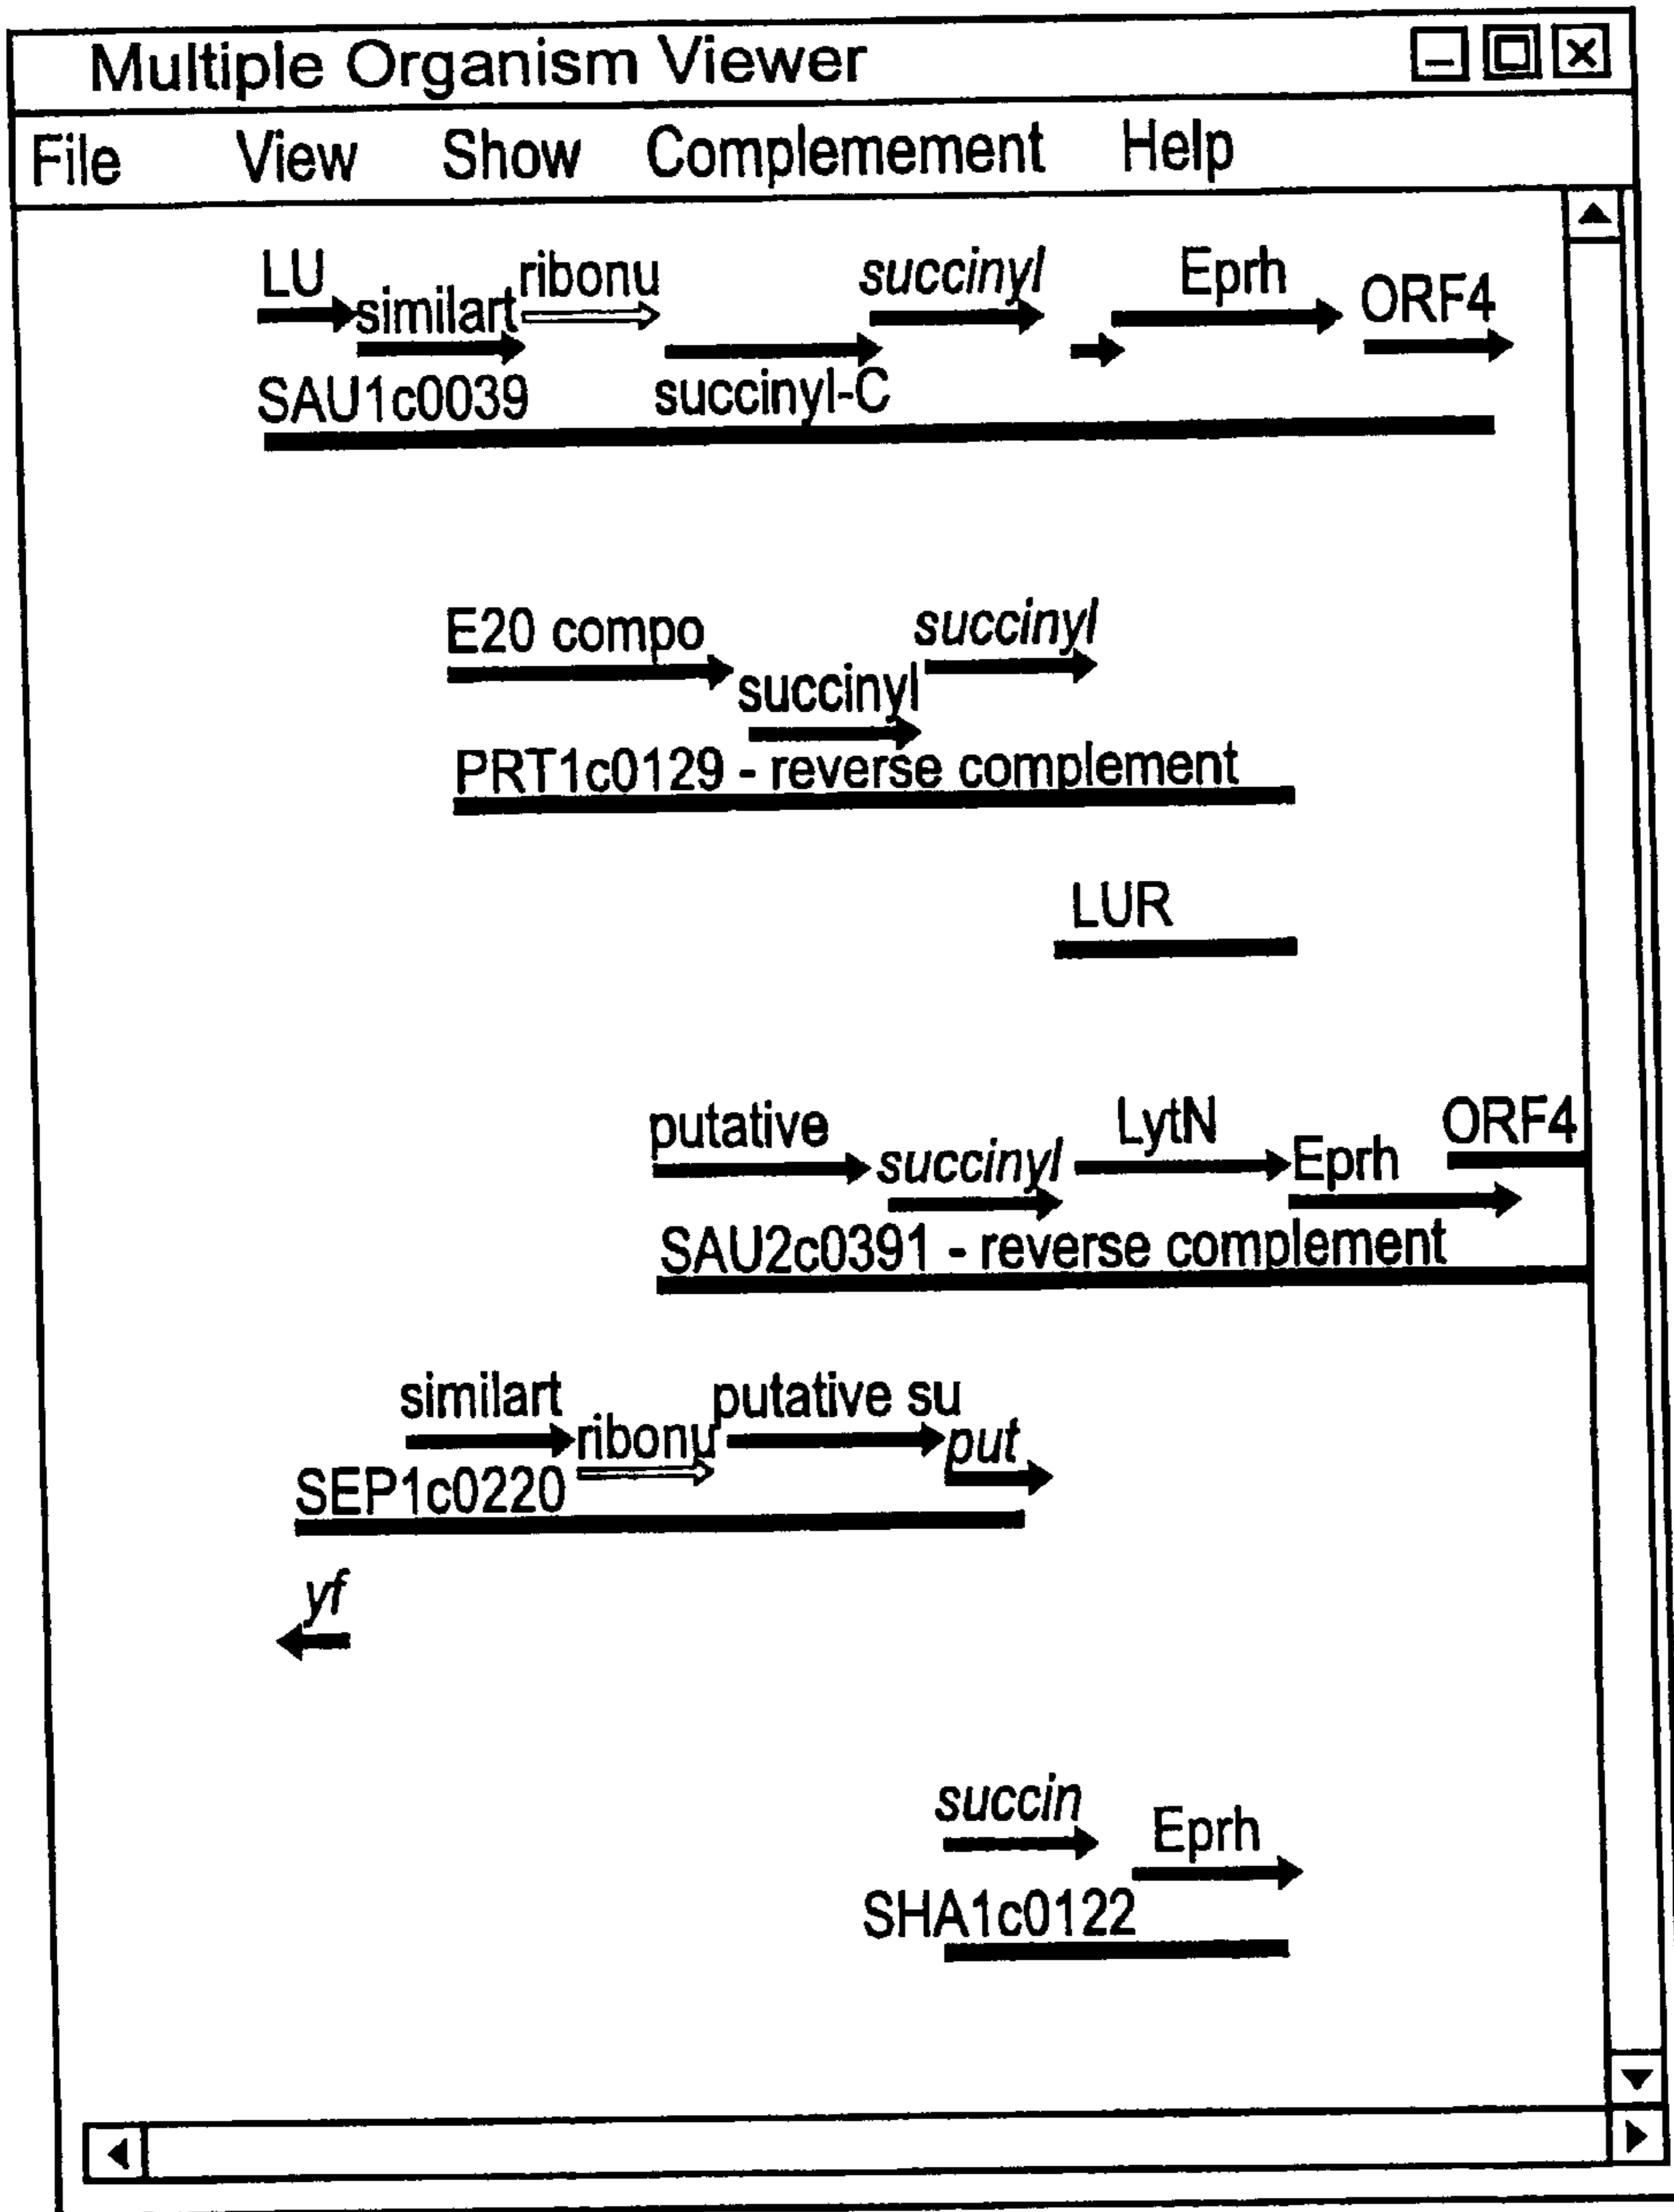 Multiple Organism Viewer
File View Show Complemement Help
LU similart ribonu succinyl Eprh ORF4
SAU1c0039 succinyl-C
E20 compo succinyl succinyl
PRT1c0129 - reverse complement
LUR
putative succinyl LytN Eprh ORF4
SAU2c0391 - reverse complement
similart ribonu putative su put
SEP1c0220
yf
succin Eprh
SHA1c0122